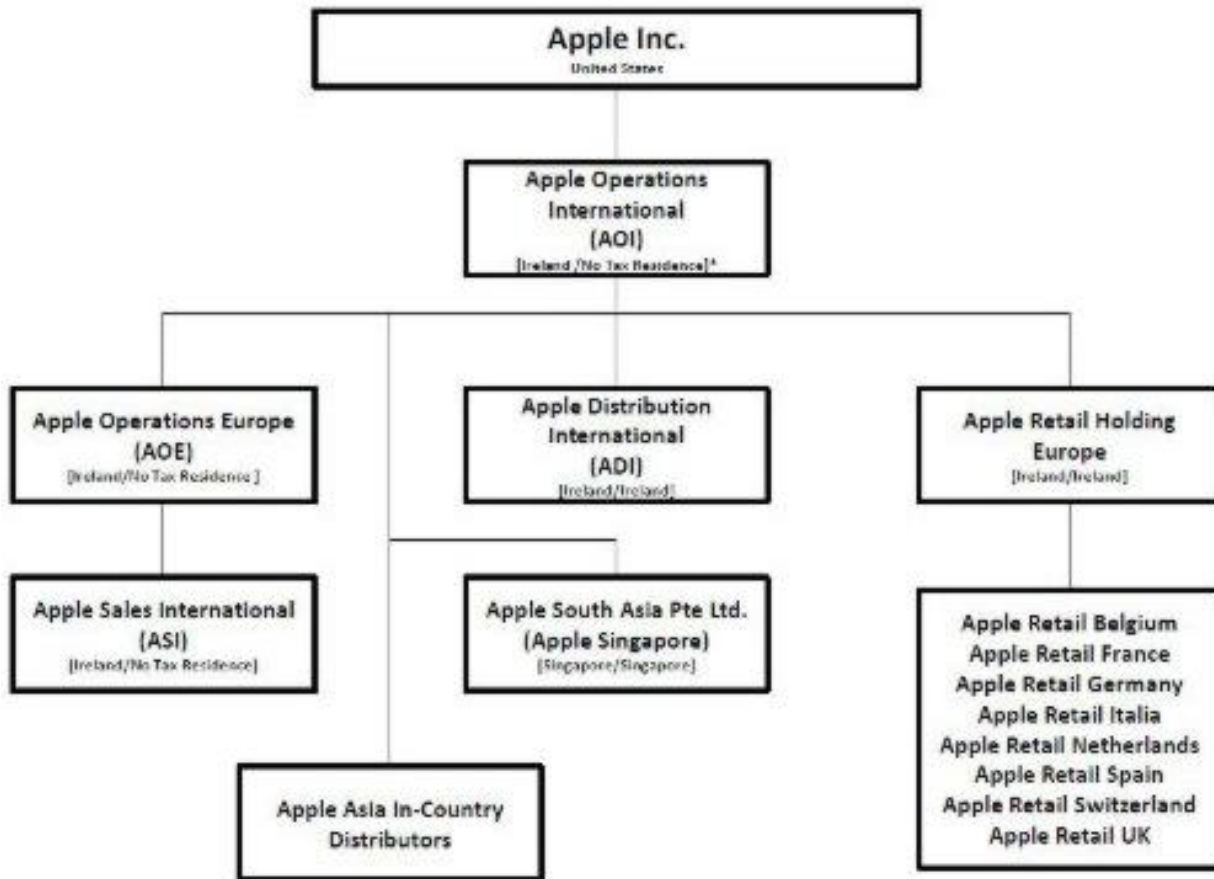 Apple Inc.
United States
Apple Operations
International
(AOI)
[Ireland /No Tax Residence]*
Apple Operations Europe
(AOE)
[Ireland/No Tax Residence ]
Apple Distribution
International
(ADI)
[Ireland/Ireland]
Apple Retail Holding
Europe
[Ireland/Ireland]
Apple Sales International
(ASI)
[Ireland/No Tax Residence]
Apple South Asia Pte Ltd.
(Apple Singapore)
[Singapore/Singapore]
Apple Retail Belgium
Apple Retail France
Apple Retail Germany
Apple Retail Italia
Apple Retail Netherlands
Apple Retail Spain
Apple Retail Switzerland
Apple Retail UK
Apple Asia In-Country
Distributors